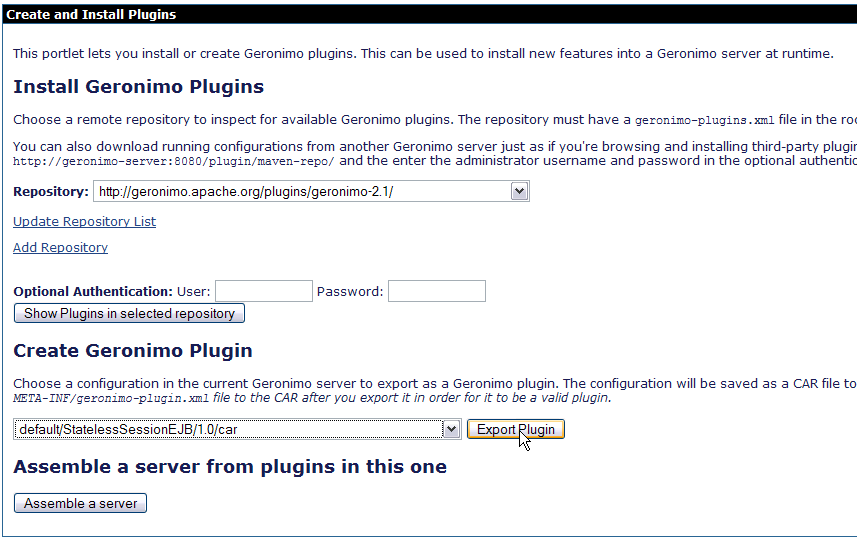 Create and Install Plugins
This portlet lets you install or create Geronimo plugins. This can be used to install new features into a Geronimo server at runtime.
Install Geronimo Plugins
Choose a remote repository to inspect for available Geronimo plugins. The repository must have a geronimo-plugins.xml file in the
You can also download running configurations from another Geronimo server just as if you're browsing and installing third-party
http://geronimo-server:8080/plugin/maven-repo/ and the enter the administrator username and password in the optional
Repository: http://geronimo.apache.org/plugins/geronimo-2.1/
Update Repository List
Add Repository
Optional Authentication: User: Password:
Show Plugins in selected repository
Create Geronimo Plugin
Choose a configuration in the current Geronimo server to export as a Geronimo plugin. The configuration will be saved as a CAR file to
META-INF/geronimo-plugin.xml file to the CAR after you export it in order for it to be a valid plugin.
default/StatelessSessionEJB/1.0/car Export Plugin
Assemble a server from plugins in this one
Assemble a server